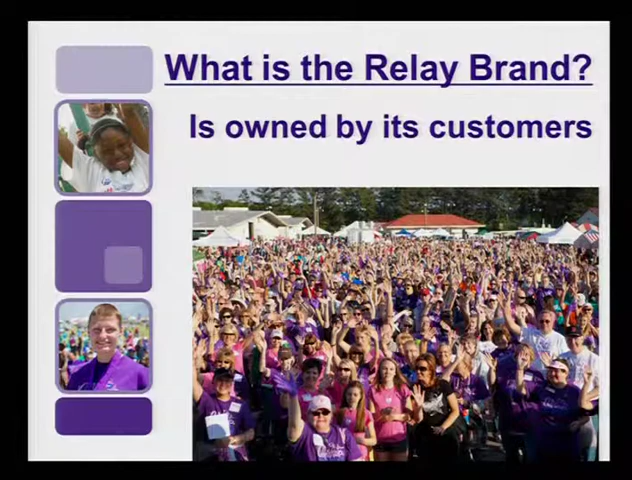 What is the Relay Brand?
Is owned by its customers